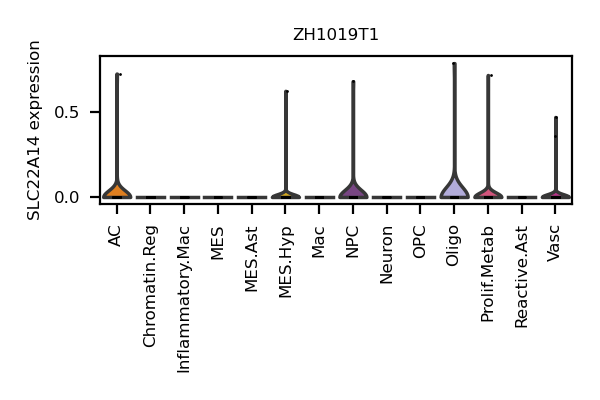 ZH1019T1
SLC22A14 expression
0.5
0.0
AC
Chromatin.Reg
Inflammatory.Mac
MES
MES.Ast
MES.Hyp
Mac
NPC
Neuron
OPC
Oligo
Prolif.Metab
Reactive.Ast
Vasc